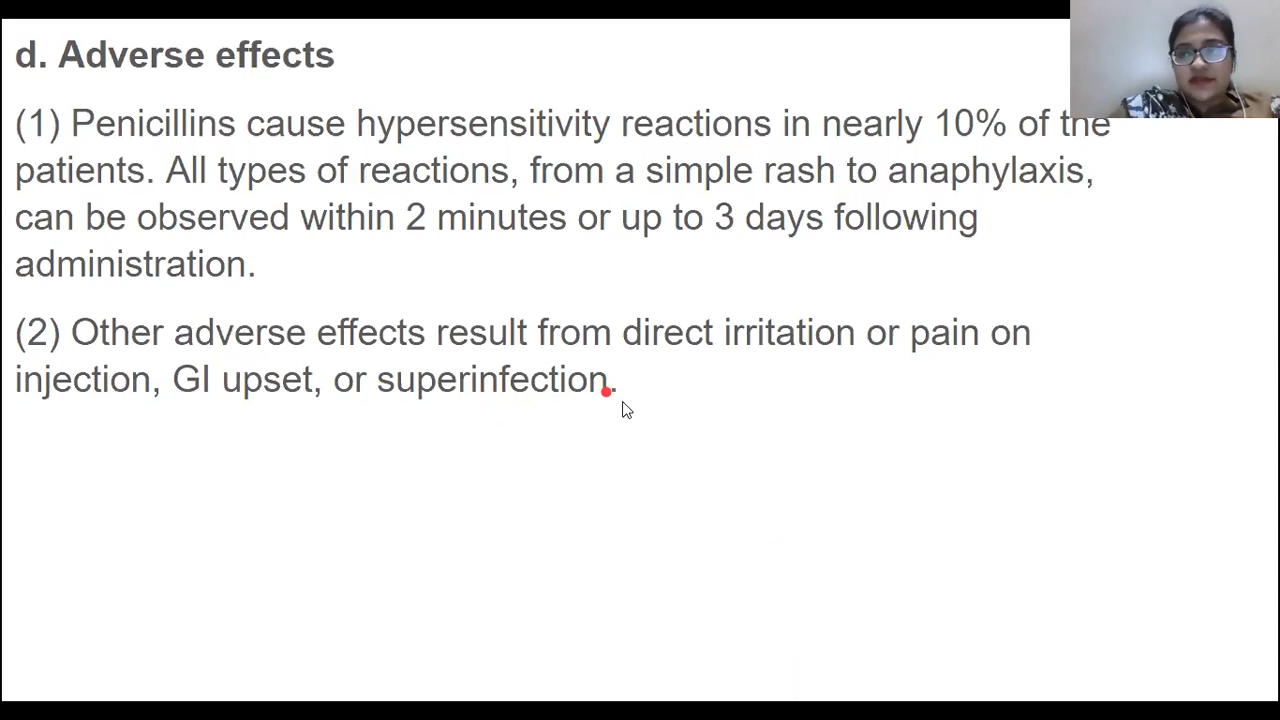 d. Adverse effects
(1) Penicillins cause hypersensitivity reactions in nearly 10% of the
patients. All types of reactions, from a simple rash to anaphylaxis,
can be observed within 2 minutes or up to 3 days following
administration.
(2) Other adverse effects result from direct irritation or pain on
injection, GI upset, or superinfection.